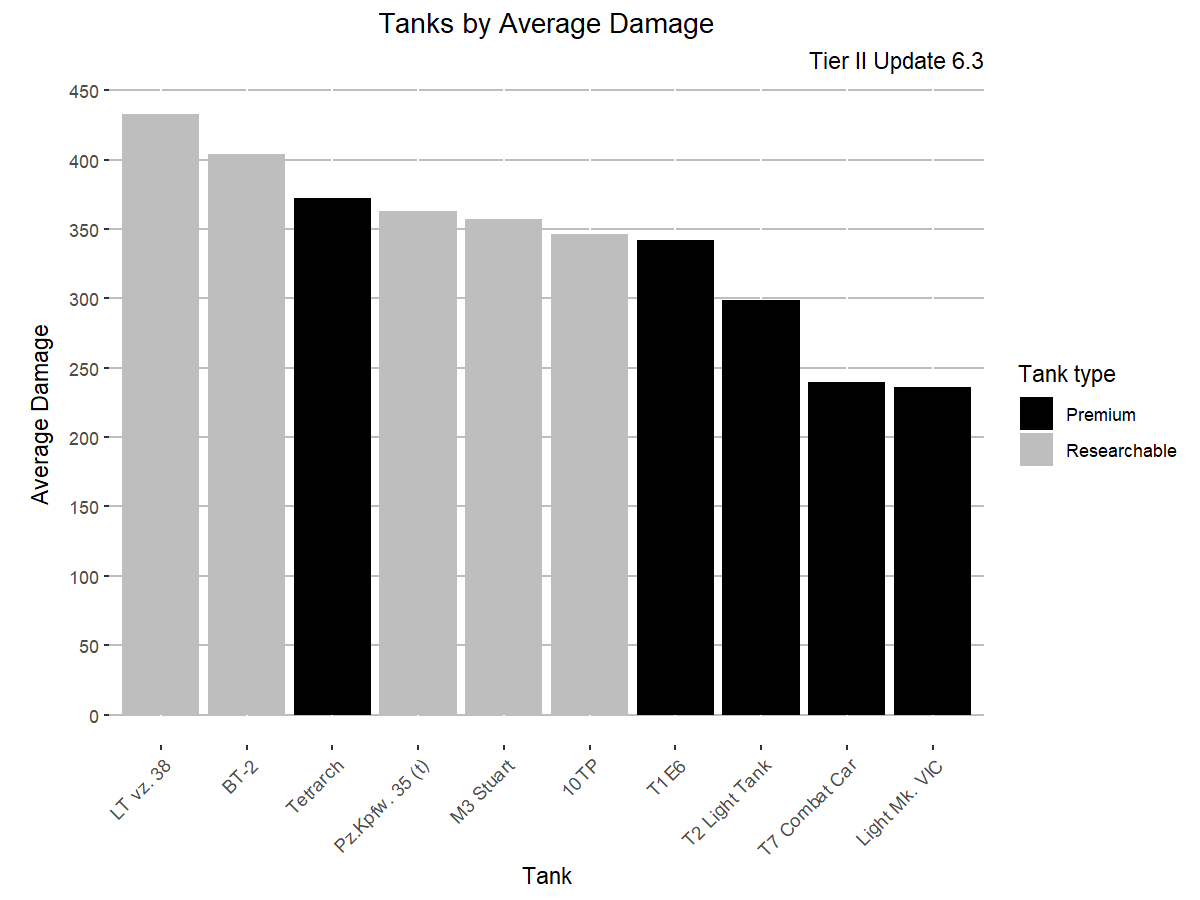 Tanks by Average Damage
Tier II Update 6.3
450
400
350
300
250
200
150
100
50
0
Average Damage
LT vz. 38
BT-2
Tetrarch
Pz.Kpfw. 35 (t)
M3 Stuart
10TP
T1E6
T2 Light Tank
T7 Combat Car
Light Mk. VIC
Tank
Tank type
Premium
Researchable